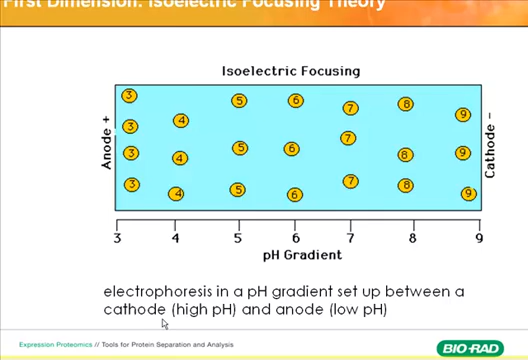 First Dimension: Isoelectric Focusing Theory
Isoelectric Focusing
Anode +
Cathode -
3 5 6 7 8 9
3 4 5 6 7 8 9
3 4 5 6 7 8 9
3 4 5 6 7 8 9
3 4 5 6 7 8 9
pH Gradient
electrophoresis in a pH gradient set up between a
cathode (high pH) and anode (low pH)
Expression Proteomics // Tools for Protein Separation and Analysis
BIO-RAD